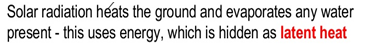 Solar radiation heats the ground and evaporates any water
present - this uses energy, which is hidden as latent heat